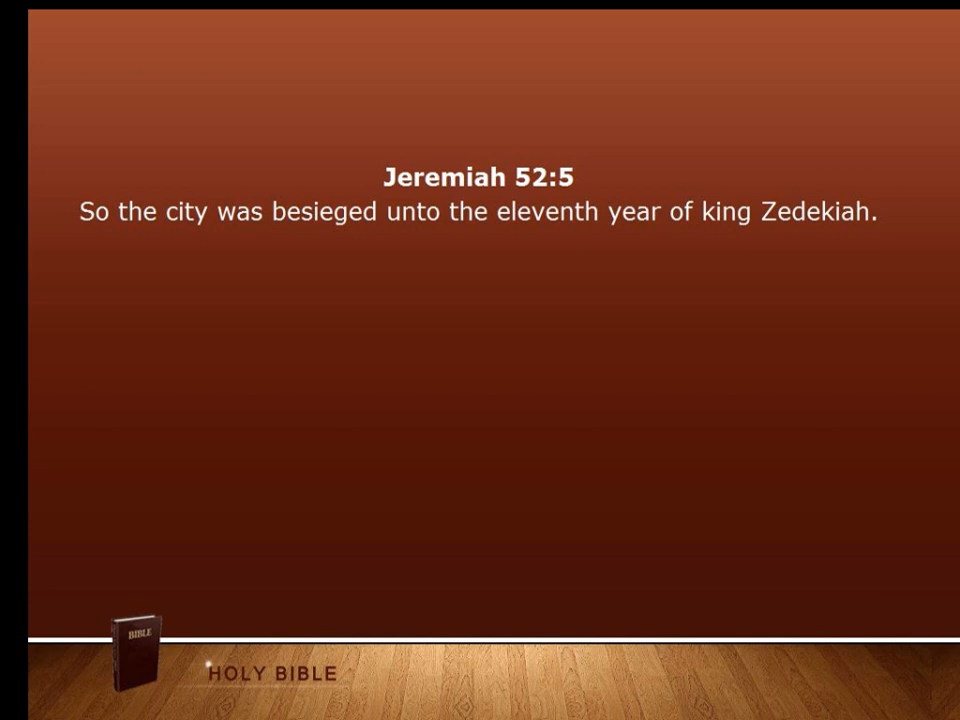 Jeremiah 52:5
So the city was besieged unto the eleventh year of king Zedekiah.
BIBLE
HOLY BIBLE